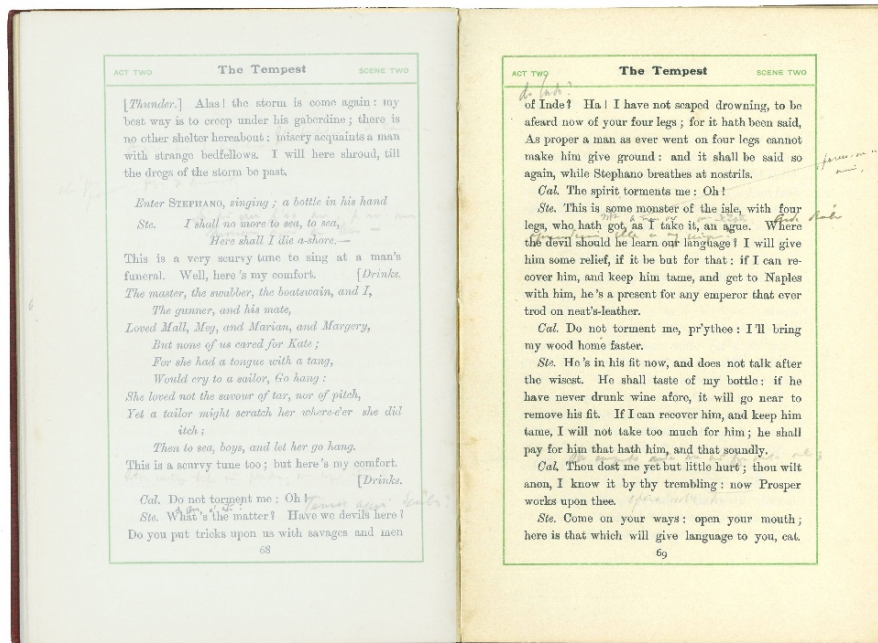 ACT TWO The Tempest SCENE TWO
[Thunder.] Alas! the storm is come again: my
best way is to creep under his gaberdine; there is
no other shelter hereabout: misery acquaints a man
with strange bedfellows. I will here shroud, till
the dregs of the storm be past.
Enter STEPHANO, singing; a bottle in his hand
Ste. I shall no more to sea, to sea,
Here shall I die a-shore.—
This is a very scurvy tune to sing at a man's
funeral. Well, here's my comfort. [Drinks.
The master, the swabber, the boatswain, and I,
The gunner, and his mate,
Loved Mall, Meg, and Marian, and Margery,
But none of us cared for Kate;
For she had a tongue with a tang,
Would cry to a sailor, Go hang:
She loved not the savour of tar, nor of pitch,
Yet a tailor might scratch her where-e'er she did
itch;
Then to sea, boys, and let her go hang.
This is a scurvy tune too; but here's my comfort.
[Drinks.
Cal. Do not torment me: Oh!
Ste. What's the matter? Have we devils here?
Do you put tricks upon us with savages and men
68
ACT TWO The Tempest SCENE TWO
of Inde? Ha! I have not scaped drowning, to be
afeard now of your four legs; for it hath been said,
As proper a man as ever went on four legs cannot
make him give ground: and it shall be said so
again, while Stephano breathes at nostrils.
Cal. The spirit torments me: Oh!
Ste. This is some monster of the isle, with four
legs, who hath got, as I take it, an ague. Where
the devil should he learn our language? I will give
him some relief, if it be but for that: if I can re-
cover him, and keep him tame, and get to Naples
with him, he's a present for any emperor that ever
trod on neat's-leather.
Cal. Do not torment me, pr'ythee: I'll bring
my wood home faster.
Ste. He's in his fit now, and does not talk after
the wisest. He shall taste of my bottle: if he
have never drunk wine afore, it will go near to
remove his fit. If I can recover him, and keep him
tame, I will not take too much for him; he shall
pay for him that hath him, and that soundly.
Cal. Thou dost me yet but little hurt; thou wilt
anon, I know it by thy trembling: now Prosper
works upon thee.
Ste. Come on your ways: open your mouth;
here is that which will give language to you, cat.
69